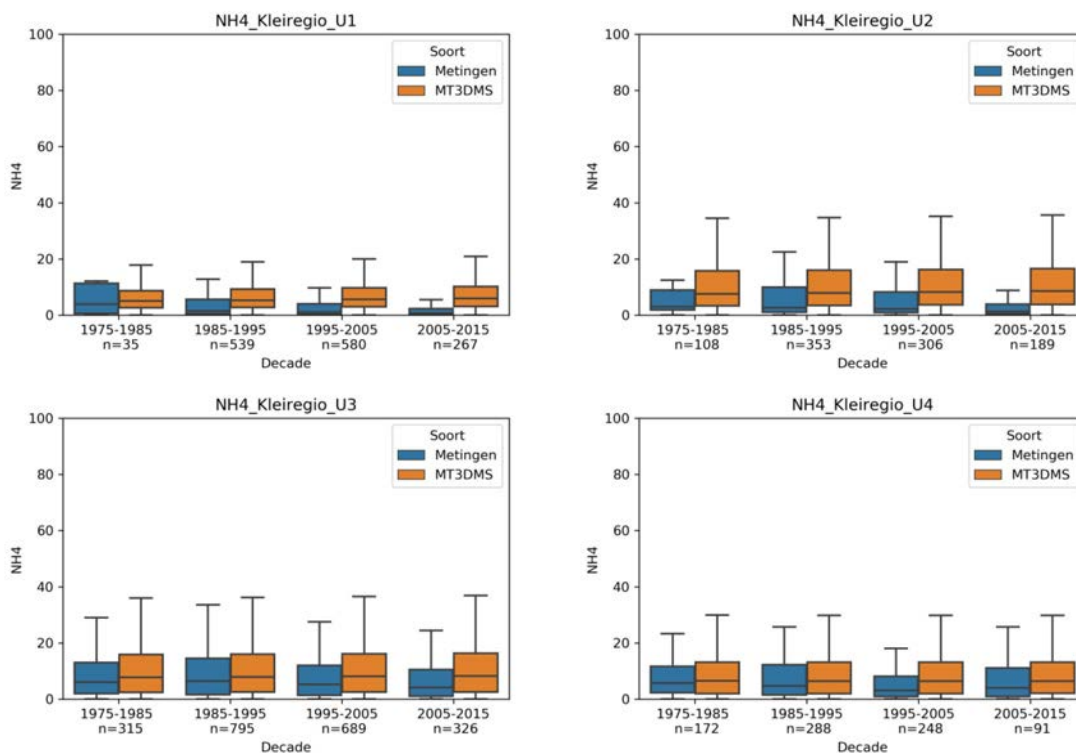 NH4_Kleiregio_U1
100
80
60
40
20
0
NH4
Soort
Metingen
MT3DMS
1975-1985 1985-1995 1995-2005 2005-2015
n=35 n=539 n=580 n=267
Decade
NH4_Kleiregio_U2
100
80
60
40
20
0
NH4
Soort
Metingen
MT3DMS
1975-1985 1985-1995 1995-2005 2005-2015
n=108 n=353 n=306 n=189
Decade
NH4_Kleiregio_U3
100
80
60
40
20
0
NH4
Soort
Metingen
MT3DMS
1975-1985 1985-1995 1995-2005 2005-2015
n=315 n=795 n=689 n=326
Decade
NH4_Kleiregio_U4
100
80
60
40
20
0
NH4
Soort
Metingen
MT3DMS
1975-1985 1985-1995 1995-2005 2005-2015
n=172 n=288 n=248 n=91
Decade